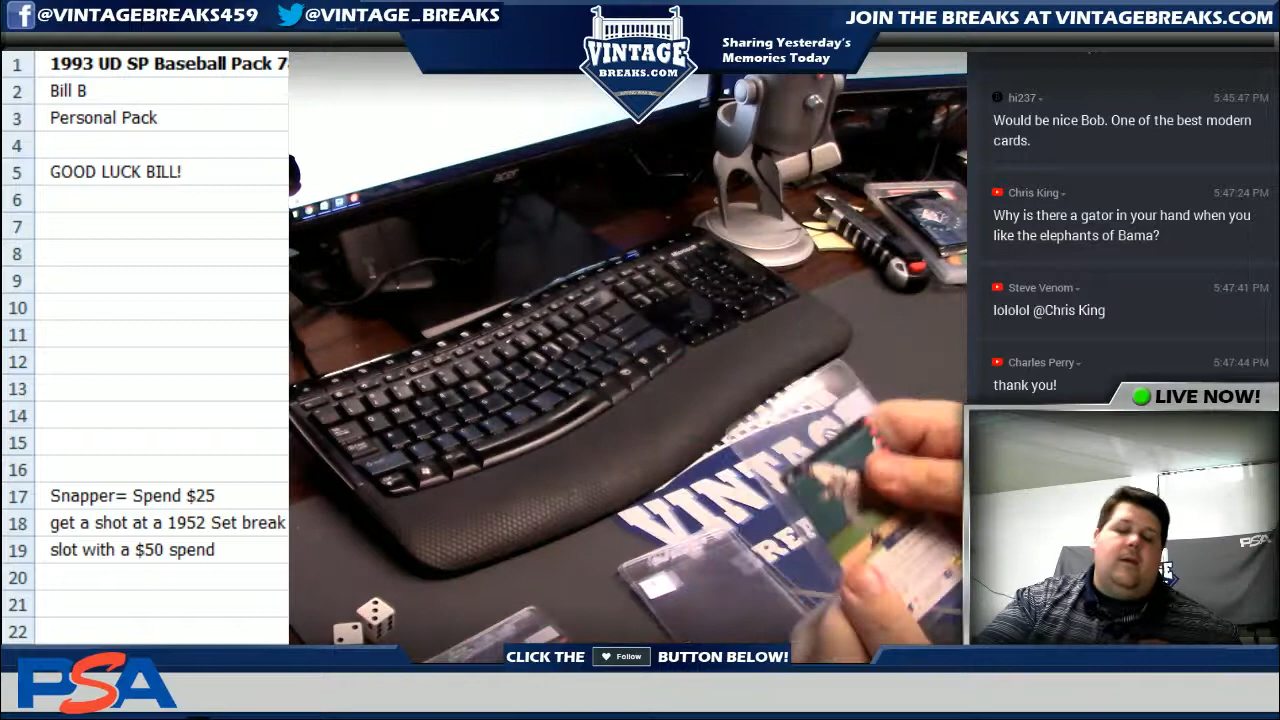 @VINTAGEBREAKS459
@VINTAGE_BREAKS
VINTAGE
BREAKS.COM
Sharing Yesterday's
Memories Today
JOIN THE BREAKS AT VINTAGEBREAKS.COM
1 1993 UD SP Baseball Pack 7
2 Bill B
3 Personal Pack
4
5 GOOD LUCK BILL!
6
7
8
9
10
11
12
13
14
15
16
17 Snapper= Spend $25
18 get a shot at a 1952 Set break
19 slot with a $50 spend
20
21
22
acer
VINTAG
BREA
hi237 5:45:47 PM
Would be nice Bob. One of the best modern
cards.
Chris King 5:47:24 PM
Why is there a gator in your hand when you
like the elephants of Bama?
Steve Venom 5:47:41 PM
lololol @Chris King
Charles Perry 5:47:44 PM
thank you!
LIVE NOW!
PSA
CLICK THE Follow BUTTON BELOW!
PSA